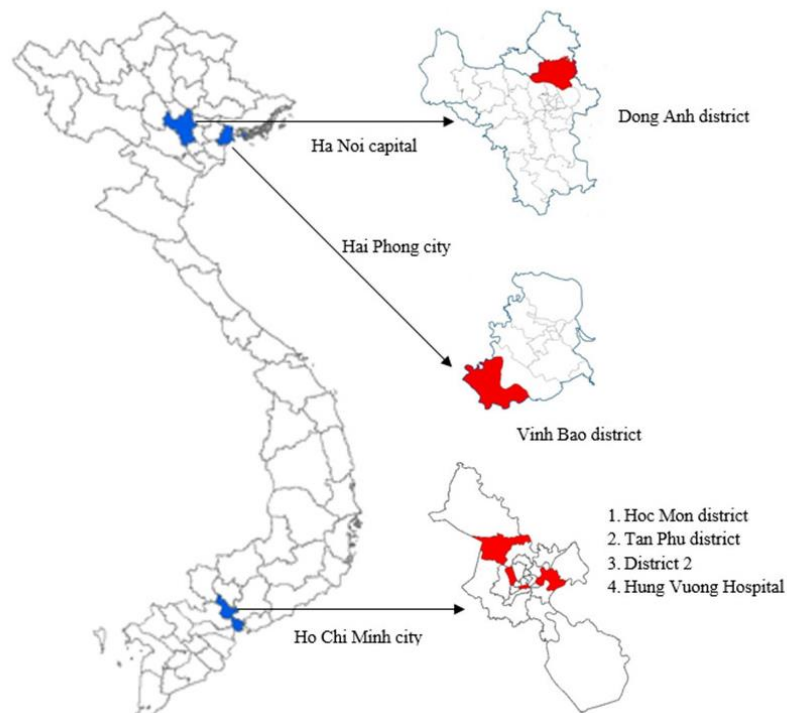 Dong Anh district
Ha Noi capital
Hai Phong city
Vinh Bao district
1. Hoc Mon district
2. Tan Phu district
3. District 2
4. Hung Vuong Hospital
Ho Chi Minh city